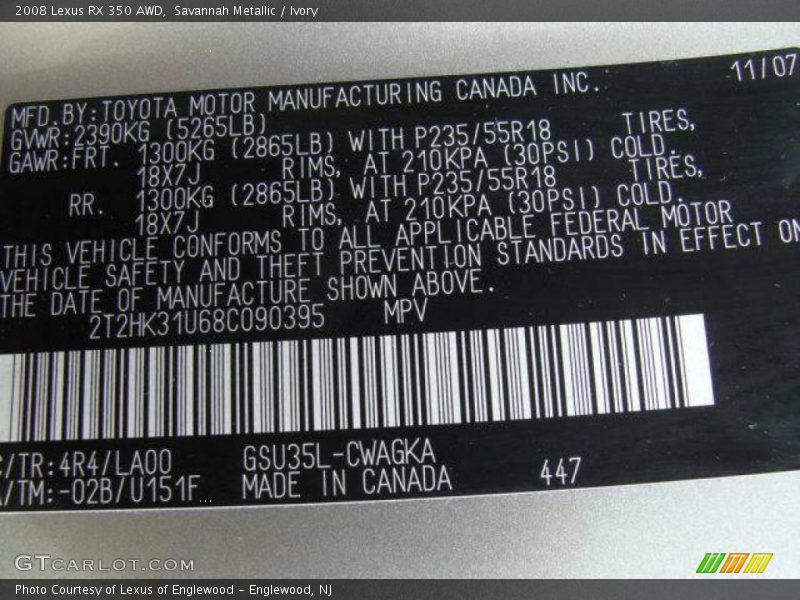 2008 Lexus RX 350 AWD, Savannah Metallic / Ivory
11/07
MFD.BY:TOYOTA MOTOR MANUFACTURING CANADA INC.
GVWR:2390KG (5265LB)
GAWR:FRT. 1300KG (2865LB) WITH P235/55R18 TIRES,
18X7J RIMS, AT 210KPA (30PSI) COLD.
RR. 1300KG (2865LB) WITH P235/55R18 TIRES,
18X7J RIMS, AT 210KPA (30PSI) COLD.
THIS VEHICLE CONFORMS TO ALL APPLICABLE FEDERAL MOTOR
VEHICLE SAFETY AND THEFT PREVENTION STANDARDS IN EFFECT ON
THE DATE OF MANUFACTURE SHOWN ABOVE.
2T2HK31U68C090395 MPV
/TR:4R4/LA00 GSU35L-CWAGKA
/TM:-02B/U151F MADE IN CANADA 447
GTCARLOT.COM
Photo Courtesy of Lexus of Englewood – Englewood, NJ